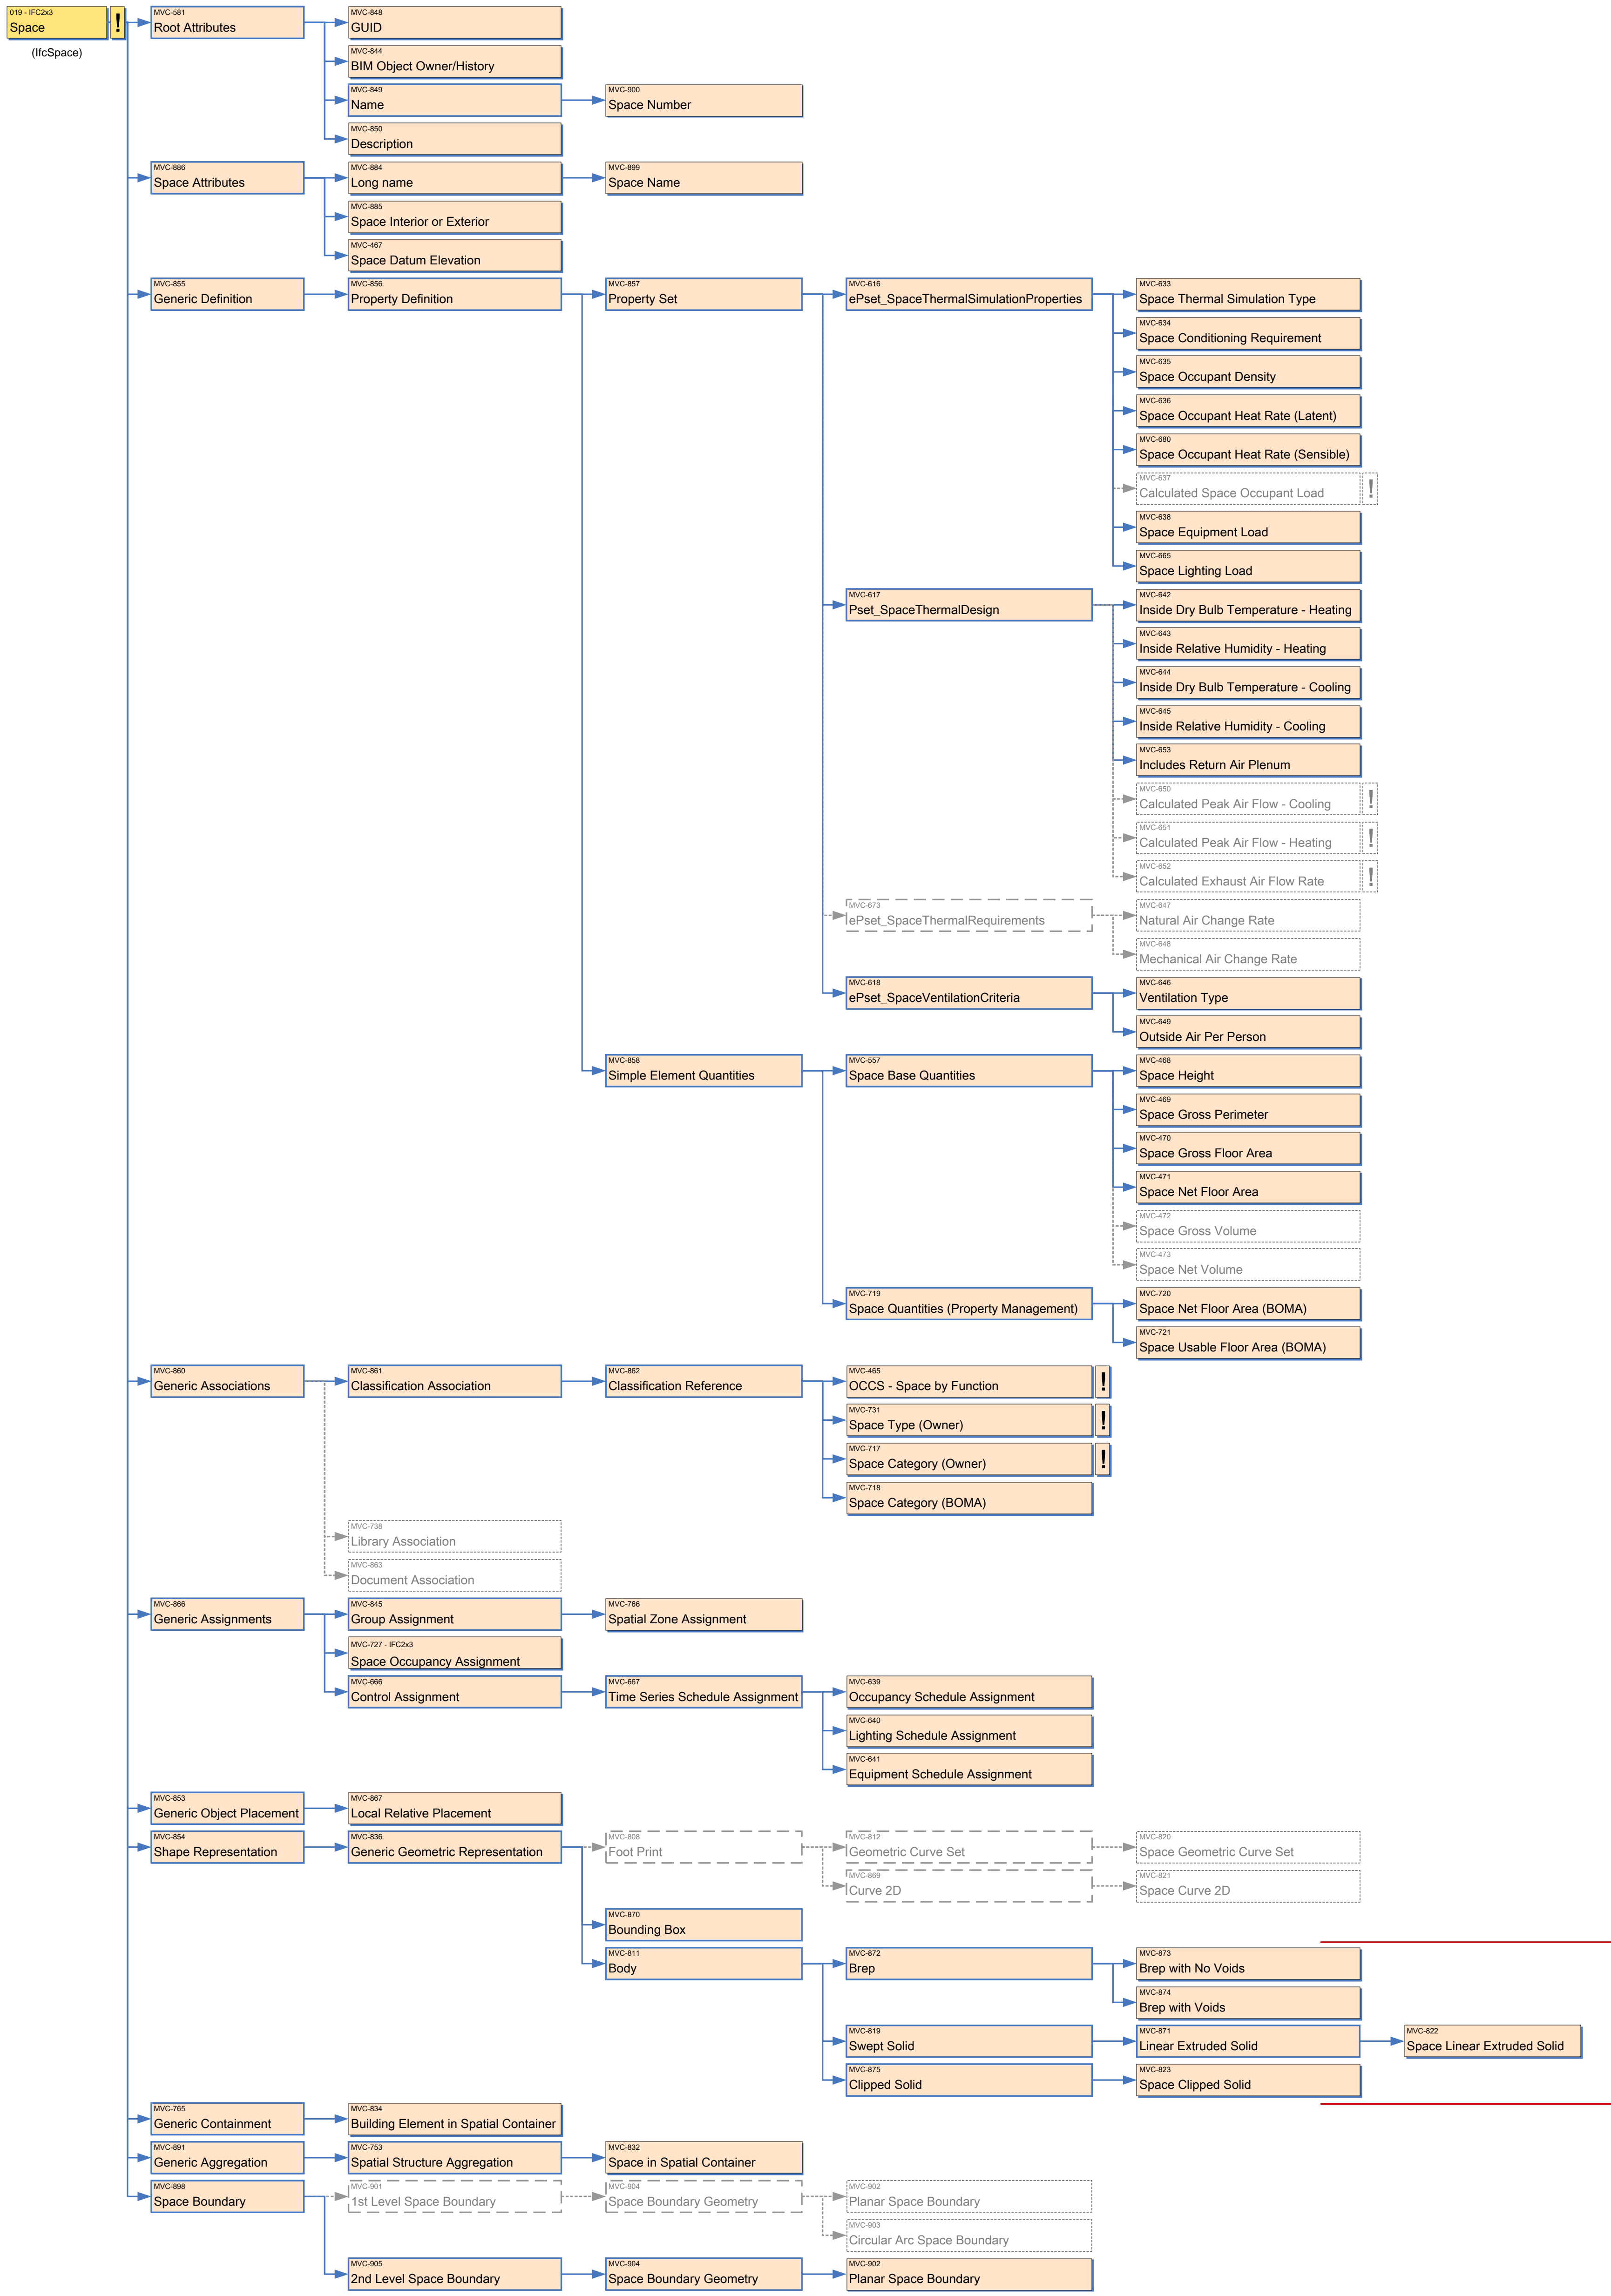 019 - IFC2x3
Space
!
(IfcSpace)
MVC-581
Root Attributes
MVC-848
GUID
MVC-844
BIM Object Owner/History
MVC-849
Name
MVC-900
Space Number
MVC-850
Description
MVC-886
Space Attributes
MVC-884
Long name
MVC-899
Space Name
MVC-885
Space Interior or Exterior
MVC-467
Space Datum Elevation
MVC-855
Generic Definition
MVC-856
Property Definition
MVC-857
Property Set
MVC-616
ePset_SpaceThermalSimulationProperties
MVC-633
Space Thermal Simulation Type
MVC-634
Space Conditioning Requirement
MVC-635
Space Occupant Density
MVC-636
Space Occupant Heat Rate (Latent)
MVC-680
Space Occupant Heat Rate (Sensible)
MVC-637
Calculated Space Occupant Load
!
MVC-638
Space Equipment Load
MVC-665
Space Lighting Load
MVC-617
Pset_SpaceThermalDesign
MVC-642
Inside Dry Bulb Temperature - Heating
MVC-643
Inside Relative Humidity - Heating
MVC-644
Inside Dry Bulb Temperature - Cooling
MVC-645
Inside Relative Humidity - Cooling
MVC-653
Includes Return Air Plenum
MVC-650
Calculated Peak Air Flow - Cooling
!
MVC-651
Calculated Peak Air Flow - Heating
!
MVC-652
Calculated Exhaust Air Flow Rate
!
MVC-673
ePset_SpaceThermalRequirements
MVC-647
Natural Air Change Rate
MVC-648
Mechanical Air Change Rate
MVC-618
ePset_SpaceVentilationCriteria
MVC-646
Ventilation Type
MVC-649
Outside Air Per Person
MVC-858
Simple Element Quantities
MVC-557
Space Base Quantities
MVC-468
Space Height
MVC-469
Space Gross Perimeter
MVC-470
Space Gross Floor Area
MVC-471
Space Net Floor Area
MVC-472
Space Gross Volume
MVC-473
Space Net Volume
MVC-719
Space Quantities (Property Management)
MVC-720
Space Net Floor Area (BOMA)
MVC-721
Space Usable Floor Area (BOMA)
MVC-860
Generic Associations
MVC-861
Classification Association
MVC-862
Classification Reference
MVC-465
OCCS - Space by Function
!
MVC-731
Space Type (Owner)
!
MVC-717
Space Category (Owner)
!
MVC-718
Space Category (BOMA)
MVC-738
Library Association
MVC-863
Document Association
MVC-866
Generic Assignments
MVC-845
Group Assignment
MVC-766
Spatial Zone Assignment
MVC-727 - IFC2x3
Space Occupancy Assignment
MVC-666
Control Assignment
MVC-667
Time Series Schedule Assignment
MVC-639
Occupancy Schedule Assignment
MVC-640
Lighting Schedule Assignment
MVC-641
Equipment Schedule Assignment
MVC-853
Generic Object Placement
MVC-867
Local Relative Placement
MVC-854
Shape Representation
MVC-836
Generic Geometric Representation
MVC-808
Foot Print
MVC-812
Geometric Curve Set
MVC-820
Space Geometric Curve Set
MVC-869
Curve 2D
MVC-821
Space Curve 2D
MVC-870
Bounding Box
MVC-811
Body
MVC-872
Brep
MVC-873
Brep with No Voids
MVC-874
Brep with Voids
MVC-819
Swept Solid
MVC-871
Linear Extruded Solid
MVC-822
Space Linear Extruded Solid
MVC-875
Clipped Solid
MVC-823
Space Clipped Solid
MVC-765
Generic Containment
MVC-834
Building Element in Spatial Container
MVC-891
Generic Aggregation
MVC-753
Spatial Structure Aggregation
MVC-832
Space in Spatial Container
MVC-898
Space Boundary
MVC-901
1st Level Space Boundary
MVC-904
Space Boundary Geometry
MVC-902
Planar Space Boundary
MVC-903
Circular Arc Space Boundary
MVC-905
2nd Level Space Boundary
MVC-904
Space Boundary Geometry
MVC-902
Planar Space Boundary